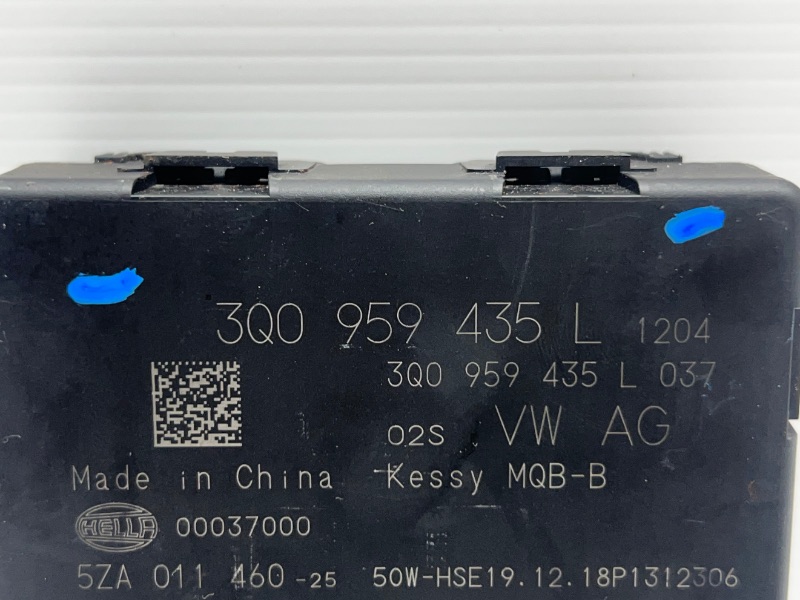 3Q0 959 435 L 1204
3Q0 959 435 L 037
02S VW AG
Made in China Kessy MQB-B
HELLA 00037000
5ZA 011 460-25 50W-HSE19.12.18P1312306